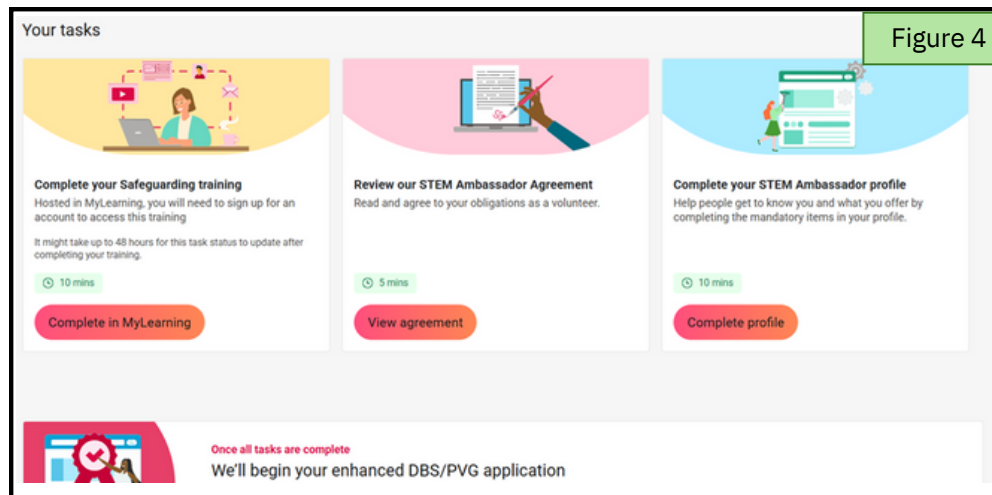 Your tasks
Figure 4
Complete your Safeguarding training
Hosted in MyLearning, you will need to sign up for an
account to access this training
It might take up to 48 hours for this task status to update after
completing your training.
10 mins
Complete in MyLearning
Review our STEM Ambassador Agreement
Read and agree to your obligations as a volunteer.
5 mins
View agreement
Complete your STEM Ambassador profile
Help people get to know you and what you offer by
completing the mandatory items in your profile.
10 mins
Complete profile
Once all tasks are complete
We'll begin your enhanced DBS/PVG application